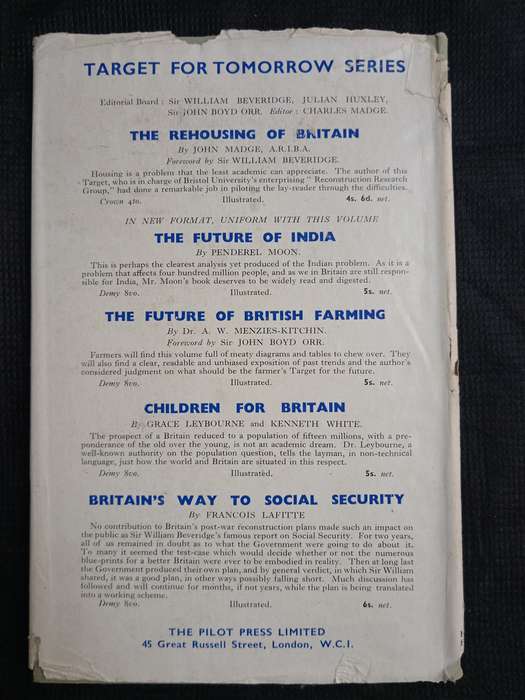 TARGET FOR TOMORROW SERIES
Editorial Board : Sir WILLIAM BEVERIDGE, JULIAN HUXLEY,
Sir JOHN BOYD ORR. Editor : CHARLES MADGE.
THE REHOUSING OF BRITAIN
By JOHN MADGE, A.R.I.B.A.
Foreword by Sir WILLIAM BEVERIDGE.
Housing is a problem that the least academic can appreciate. The author of this
Target, who is in charge of Bristol University's enterprising "Reconstruction Research
Group," had done a remarkable job in piloting the lay-reader through the difficulties.
Crown 4to. Illustrated. 4s. 6d. net.
IN NEW FORMAT, UNIFORM WITH THIS VOLUME
THE FUTURE OF INDIA
By PENDEREL MOON.
This is perhaps the clearest analysis yet produced of the Indian problem. As it is a
problem that affects four hundred million people, and as we in Britain are still respon-
sible for India, Mr. Moon's book deserves to be widely read and digested.
Demy 8vo. Illustrated. 5s. net.
THE FUTURE OF BRITISH FARMING
By Dr. A. W. MENZIES-KITCHIN.
Foreword by Sir JOHN BOYD ORR.
Farmers will find this volume full of meaty diagrams and tables to chew over. They
will also find a clear, readable and unbiased exposition of past trends and the author's
considered judgment on what should be the farmer's Target for the future.
Demy 8vo. Illustrated. 5s. net.
CHILDREN FOR BRITAIN
By GRACE LEYBOURNE and KENNETH WHITE.
The prospect of a Britain reduced to a population of fifteen millions, with a pre-
ponderance of the old over the young, is not an academic dream. Dr. Leybourne, a
well-known authority on the population question, tells the layman, in non-technical
language, just how the world and Britain are situated in this respect.
Demy 8vo. Illustrated. 5s. net.
BRITAIN'S WAY TO SOCIAL SECURITY
By FRANCOIS LAFITTE
No contribution to Britain's post-war reconstruction plans made such an impact on
the public as Sir William Beveridge's famous report on Social Security. For two years,
all of us remained in doubt as to what the Government were going to do about it.
To many it seemed the test-case which would decide whether or not the numerous
blue-prints for a better Britain were ever to be embodied in reality. Then at long last
the Government produced their own plan, and by general verdict, in which Sir William
shared, it was a good plan, in other ways possibly falling short. Much discussion has
followed and will continue for months, if not years, while the plan is being translated
into a working scheme.
Demy 8vo. Illustrated. 6s. net.
THE PILOT PRESS LIMITED
45 Great Russell Street, London, W.C.1.